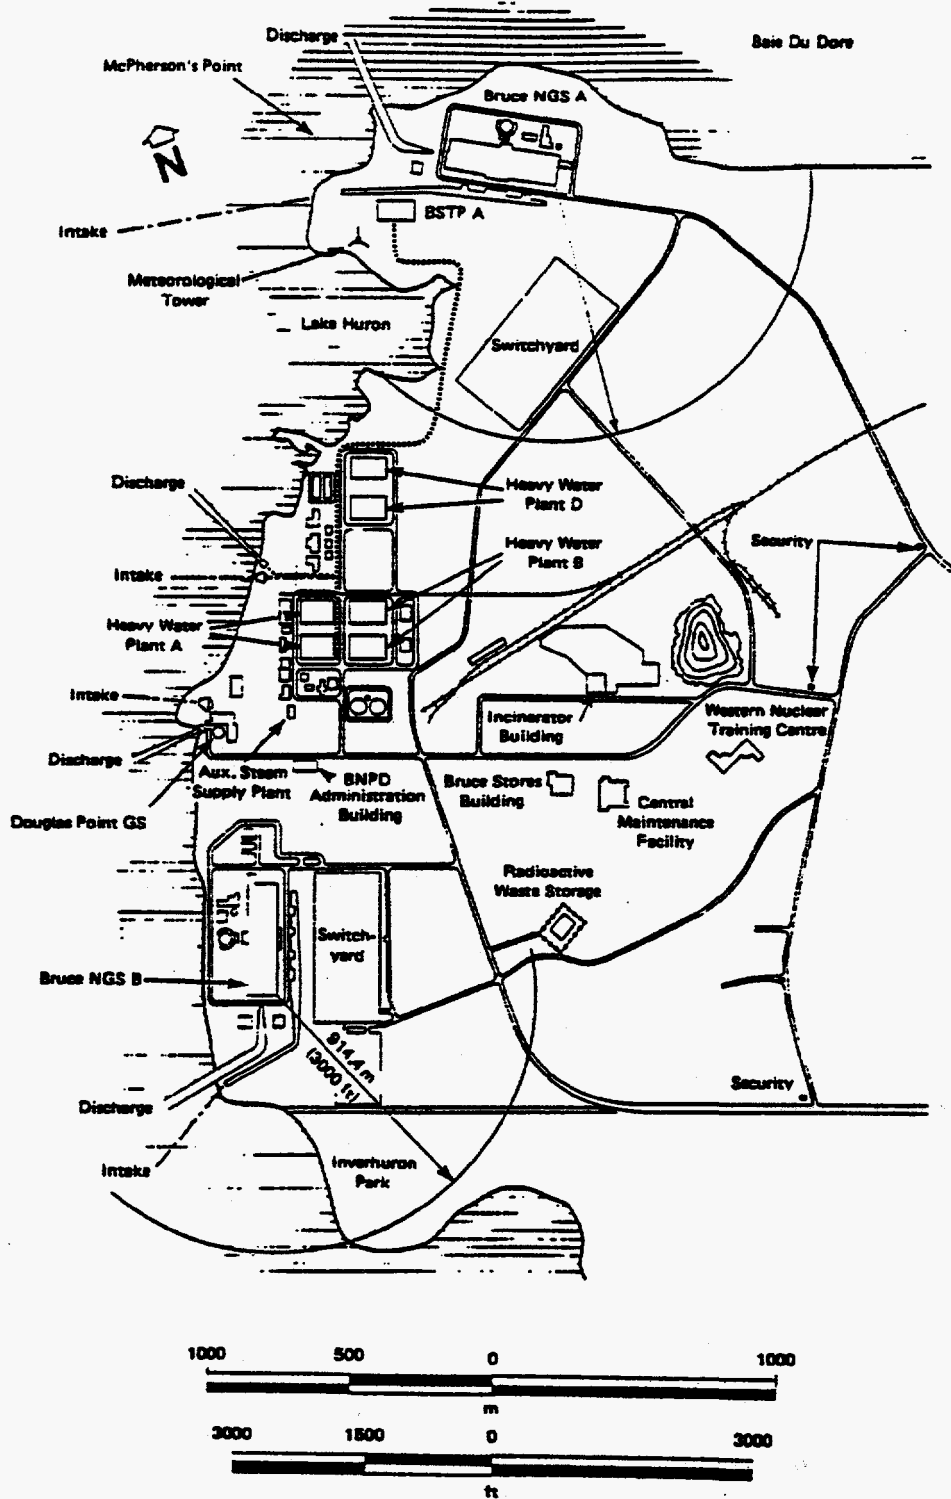 Discharge
Baie Du Dore
McPherson's Point
Bruce NGS A
N
BSTP A
Intake
Meteorological
Tower
Lake Huron
Switchyard
Discharge
Heavy Water
Plant D
Heavy Water
Plant B
Security
Intake
Heavy Water
Plant A
Intake
Incinerator
Building
Western Nuclear
Training Centre
Discharge
Aux. Steam
Supply Plant
BNPD
Administration
Building
Bruce Stores
Building
Central
Maintenance
Facility
Douglas Point GS
Radioactive
Waste Storage
Switch-
yard
Bruce NGS B
914.4 m
(3000 ft)
Security
Discharge
Intake
Inverhuron
Park
1000 500 0 1000
m
3000 1500 0 3000
ft